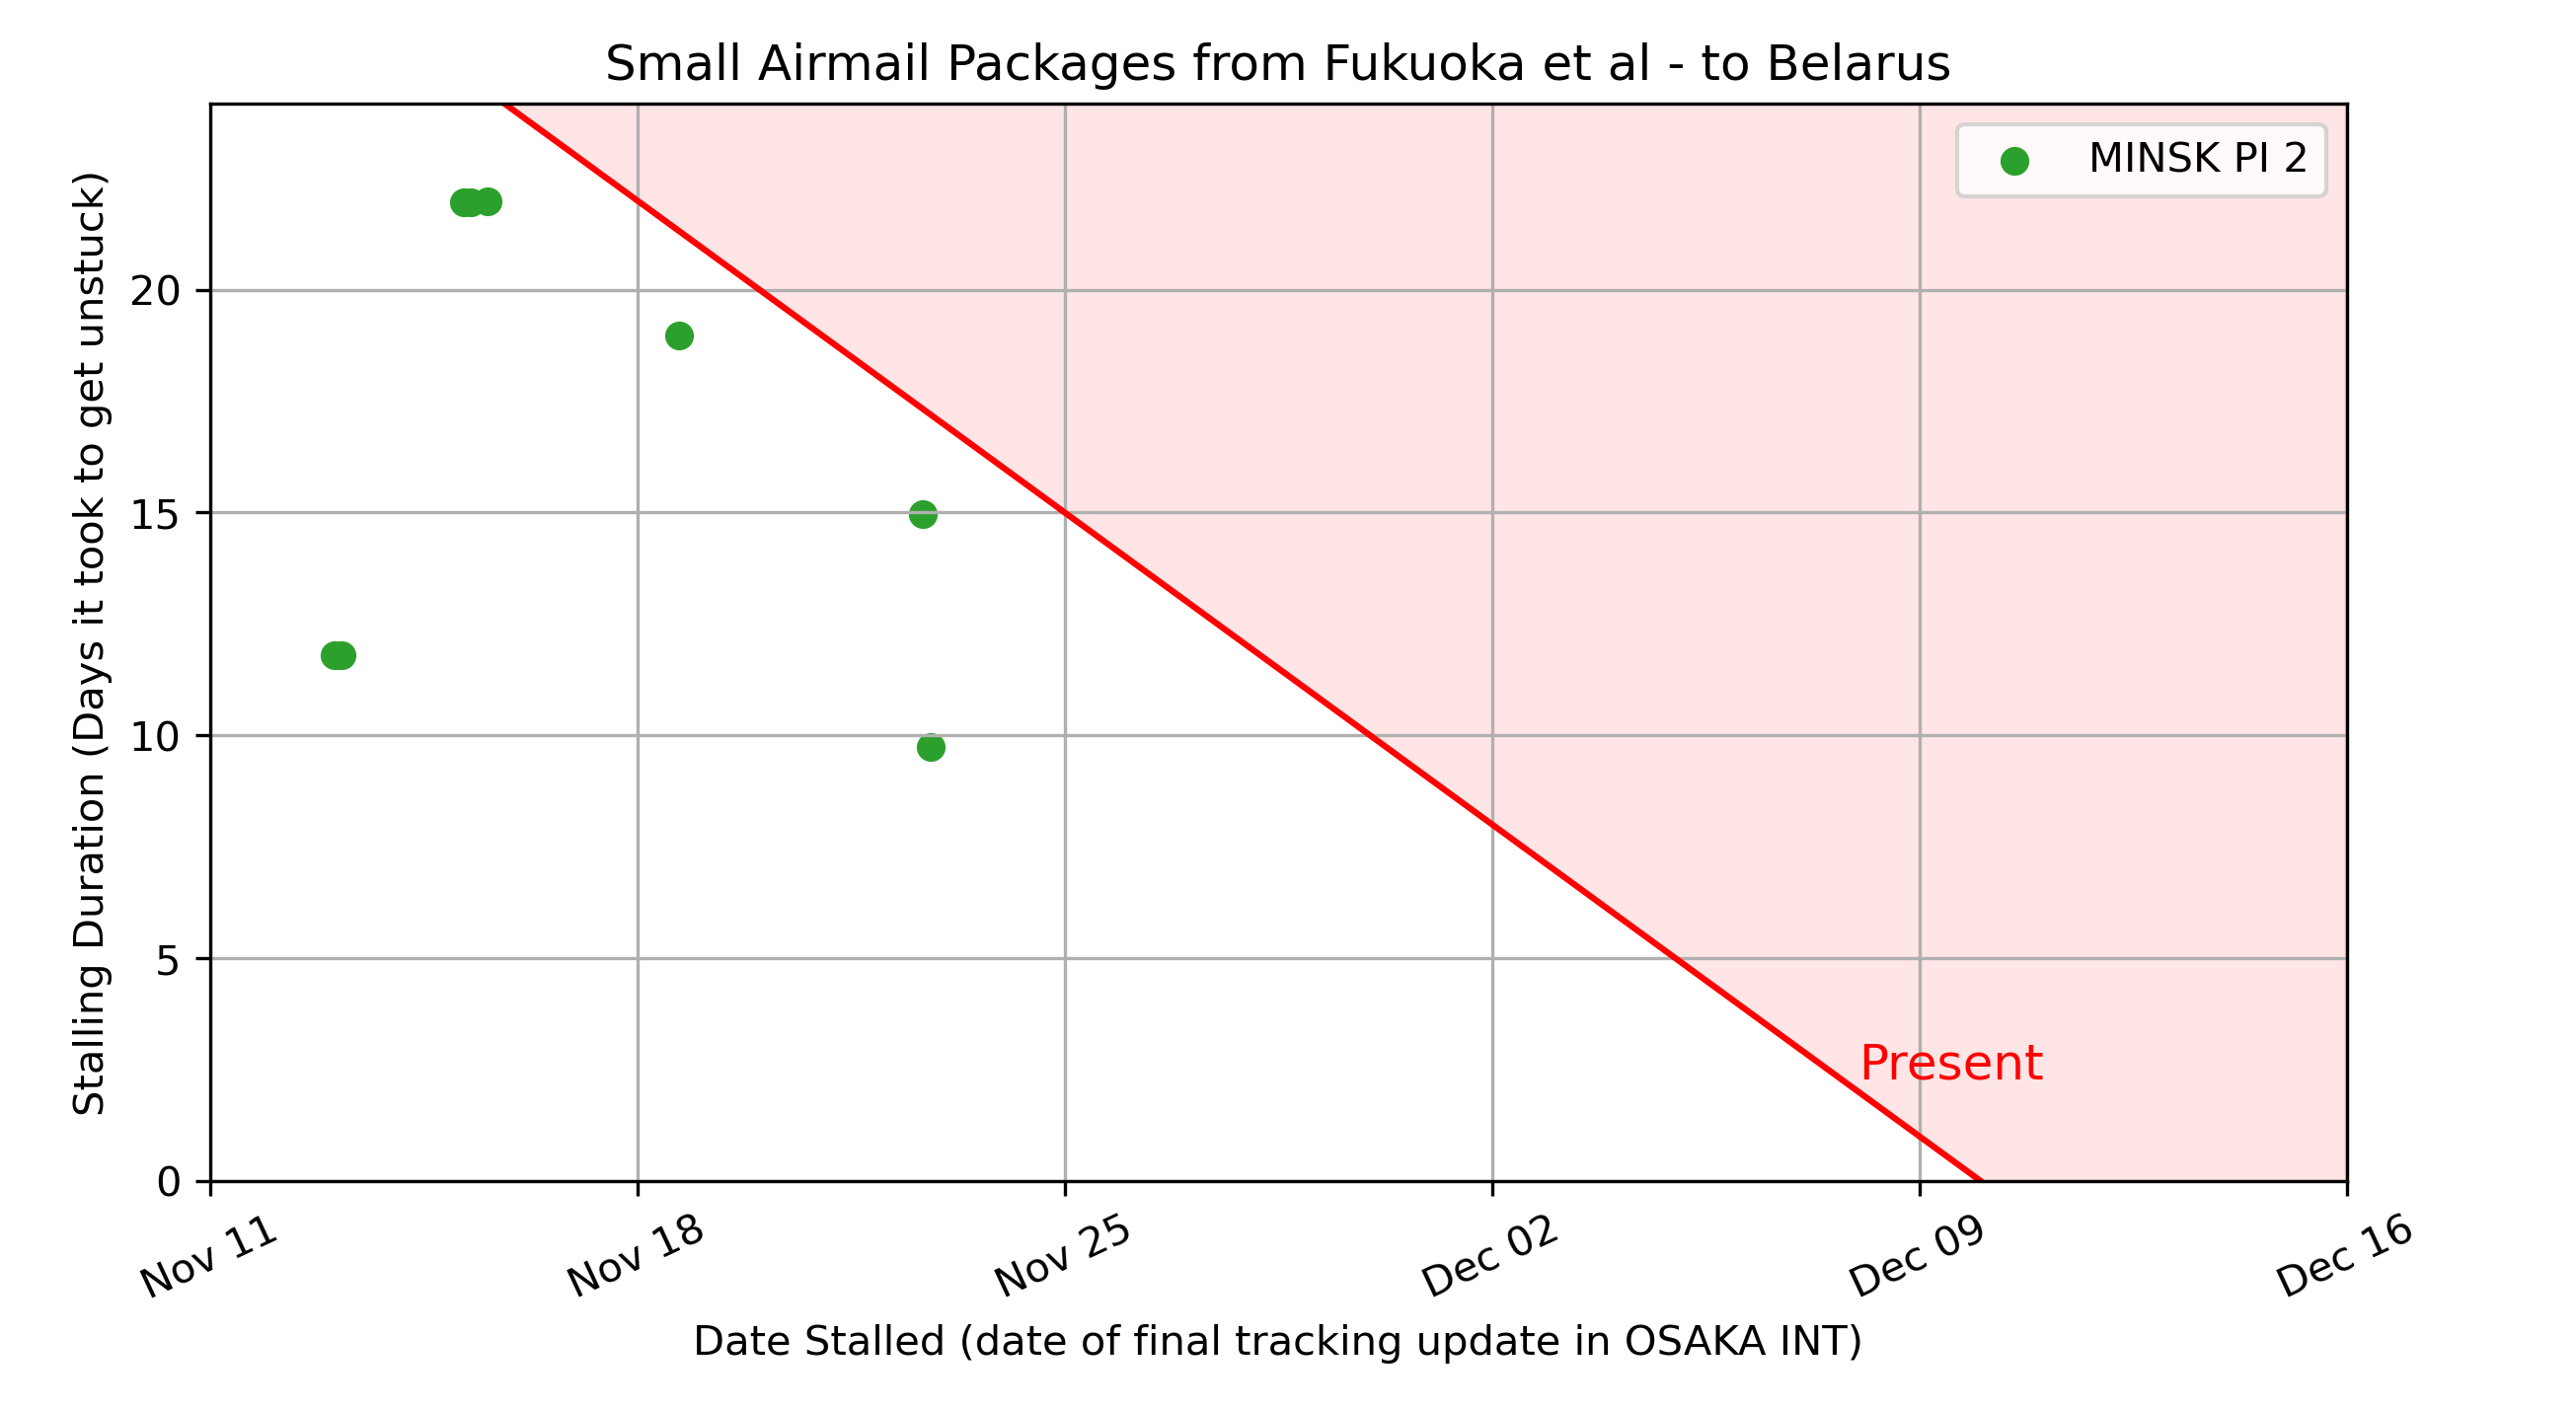 Small Airmail Packages from Fukuoka et al - to Belarus
MINSK PI 2
Stalling Duration (Days it took to get unstuck)
20
15
10
5
0
Present
Nov 11
Nov 18
Nov 25
Dec 02
Dec 09
Dec 16
Date Stalled (date of final tracking update in OSAKA INT)